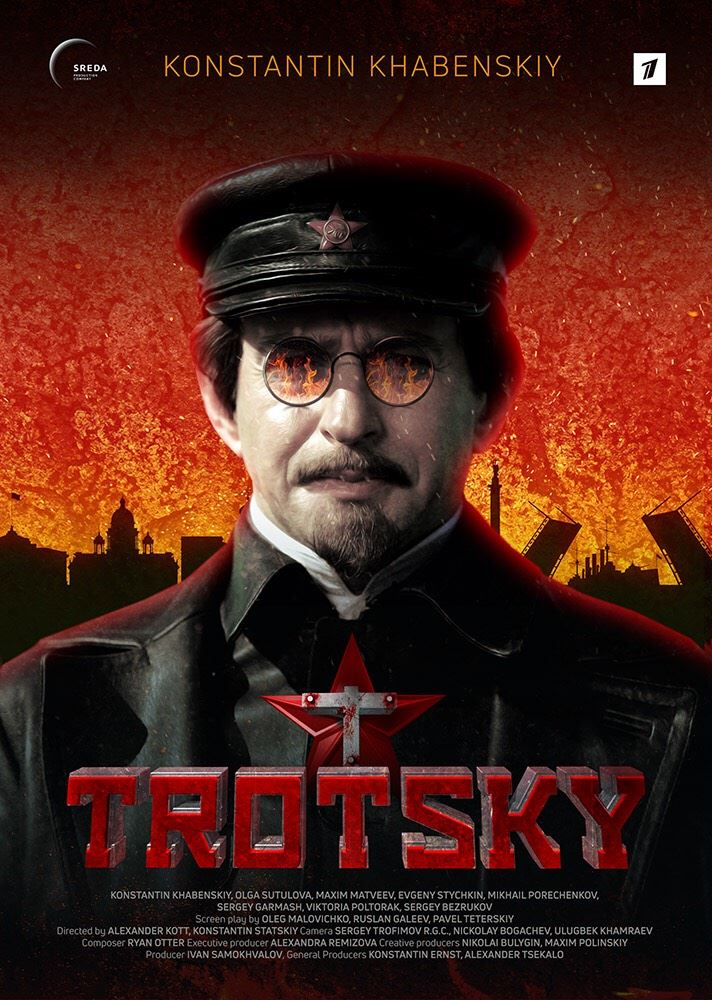 SREDA
PRODUCTION
COMPANY
KONSTANTIN KHABENSKIY
1
TROTSKY
KONSTANTIN KHABENSKIY, OLGA SUTULOVA, MAXIM MATVEEV, EVGENY STYCHKIN, MIKHAIL PORECHENKOV,
SERGEY GARMASH, VIKTORIA POLTORAK, SERGEY BEZRUKOV
Screen play by OLEG MALOVICHKO, RUSLAN GALEEV, PAVEL TETERSKIY
Directed by ALEXANDER KOTT, KONSTANTIN STATSKIY Camera SERGEY TROFIMOV R.G.C., NICKOLAY BOGACHEV, ULUGBEK KHAMRAEV
Composer RYAN OTTER Executive producer ALEXANDRA REMIZOVA Creative producers NIKOLAI BULYGIN, MAXIM POLINSKIY
Producer IVAN SAMOKHVALOV, General Producers KONSTANTIN ERNST, ALEXANDER TSEKALO